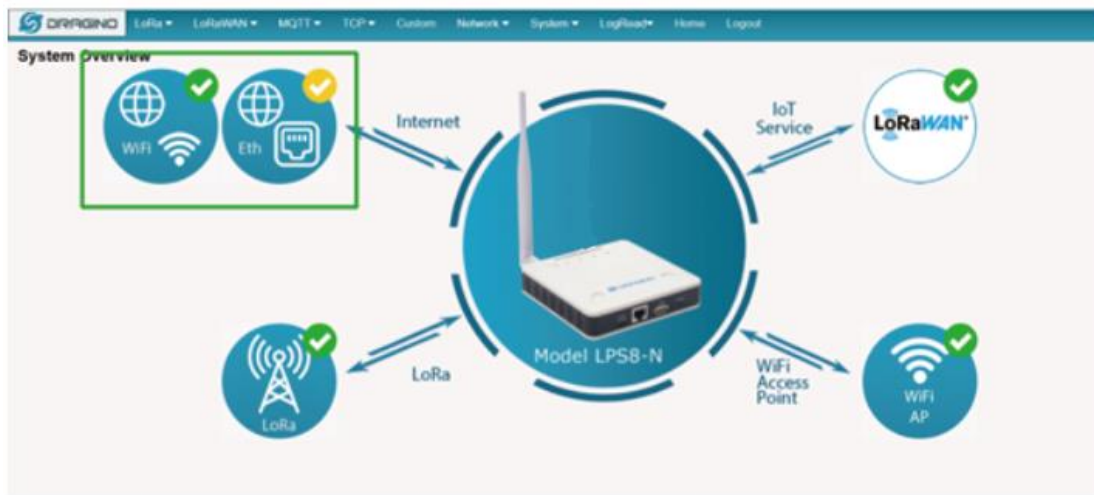 DRAGINO LoRa LoRaWAN MQTT TCP Custom Network System LogRead Home Logout
System Overview
WiFi
Eth
Internet
IoT
Service
LoRaWAN
Model LPS8-N
LoRa
LoRa
WiFi
Access
Point
WiFi
AP